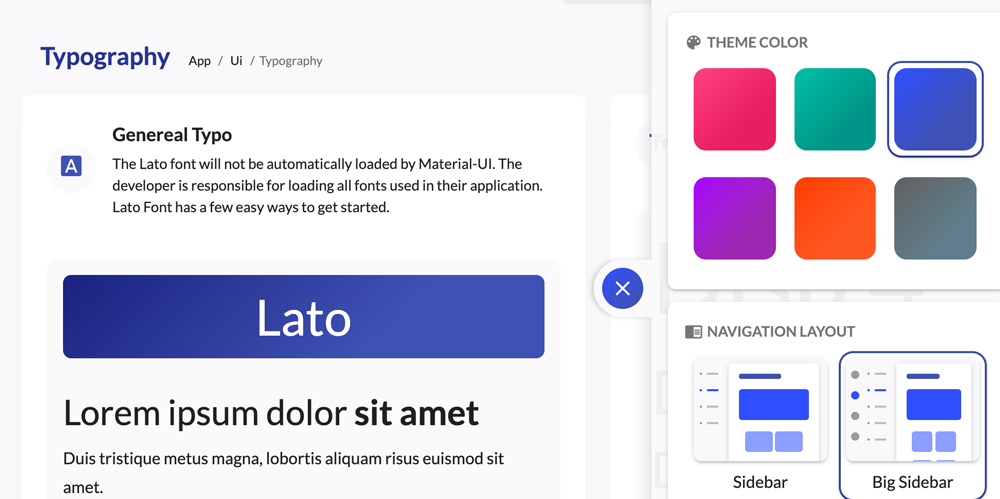 Typography App / Ui / Typography
Genereal Typo
A
The Lato font will not be automatically loaded by Material-UI. The
developer is responsible for loading all fonts used in their application.
Lato Font has a few easy ways to get started.
Lato
Lorem ipsum dolor sit amet
Duis tristique metus magna, lobortis aliquam risus euismod sit
amet.
THEME COLOR
NAVIGATION LAYOUT
Sidebar
Big Sidebar